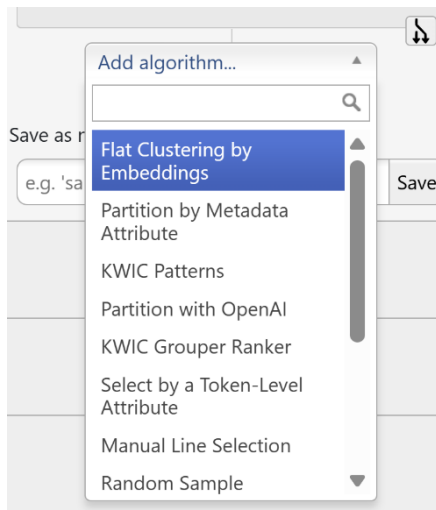 Add algorithm...
Save as r
Flat Clustering by
Embeddings
e.g. 'sa
Save
Partition by Metadata
Attribute
KWIC Patterns
Partition with OpenAI
KWIC Grouper Ranker
Select by a Token-Level
Attribute
Manual Line Selection
Random Sample